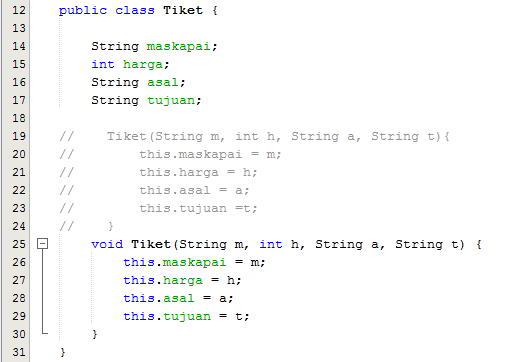 12 public class Tiket {
13
14     String maskapai;
15     int harga;
16     String asal;
17     String tujuan;
18
19 //    Tiket(String m, int h, String a, String t){
20 //        this.maskapai = m;
21 //        this.harga = h;
22 //        this.asal = a;
23 //        this.tujuan =t;
24 //    }
25     void Tiket(String m, int h, String a, String t) {
26         this.maskapai = m;
27         this.harga = h;
28         this.asal = a;
29         this.tujuan = t;
30     }
31 }